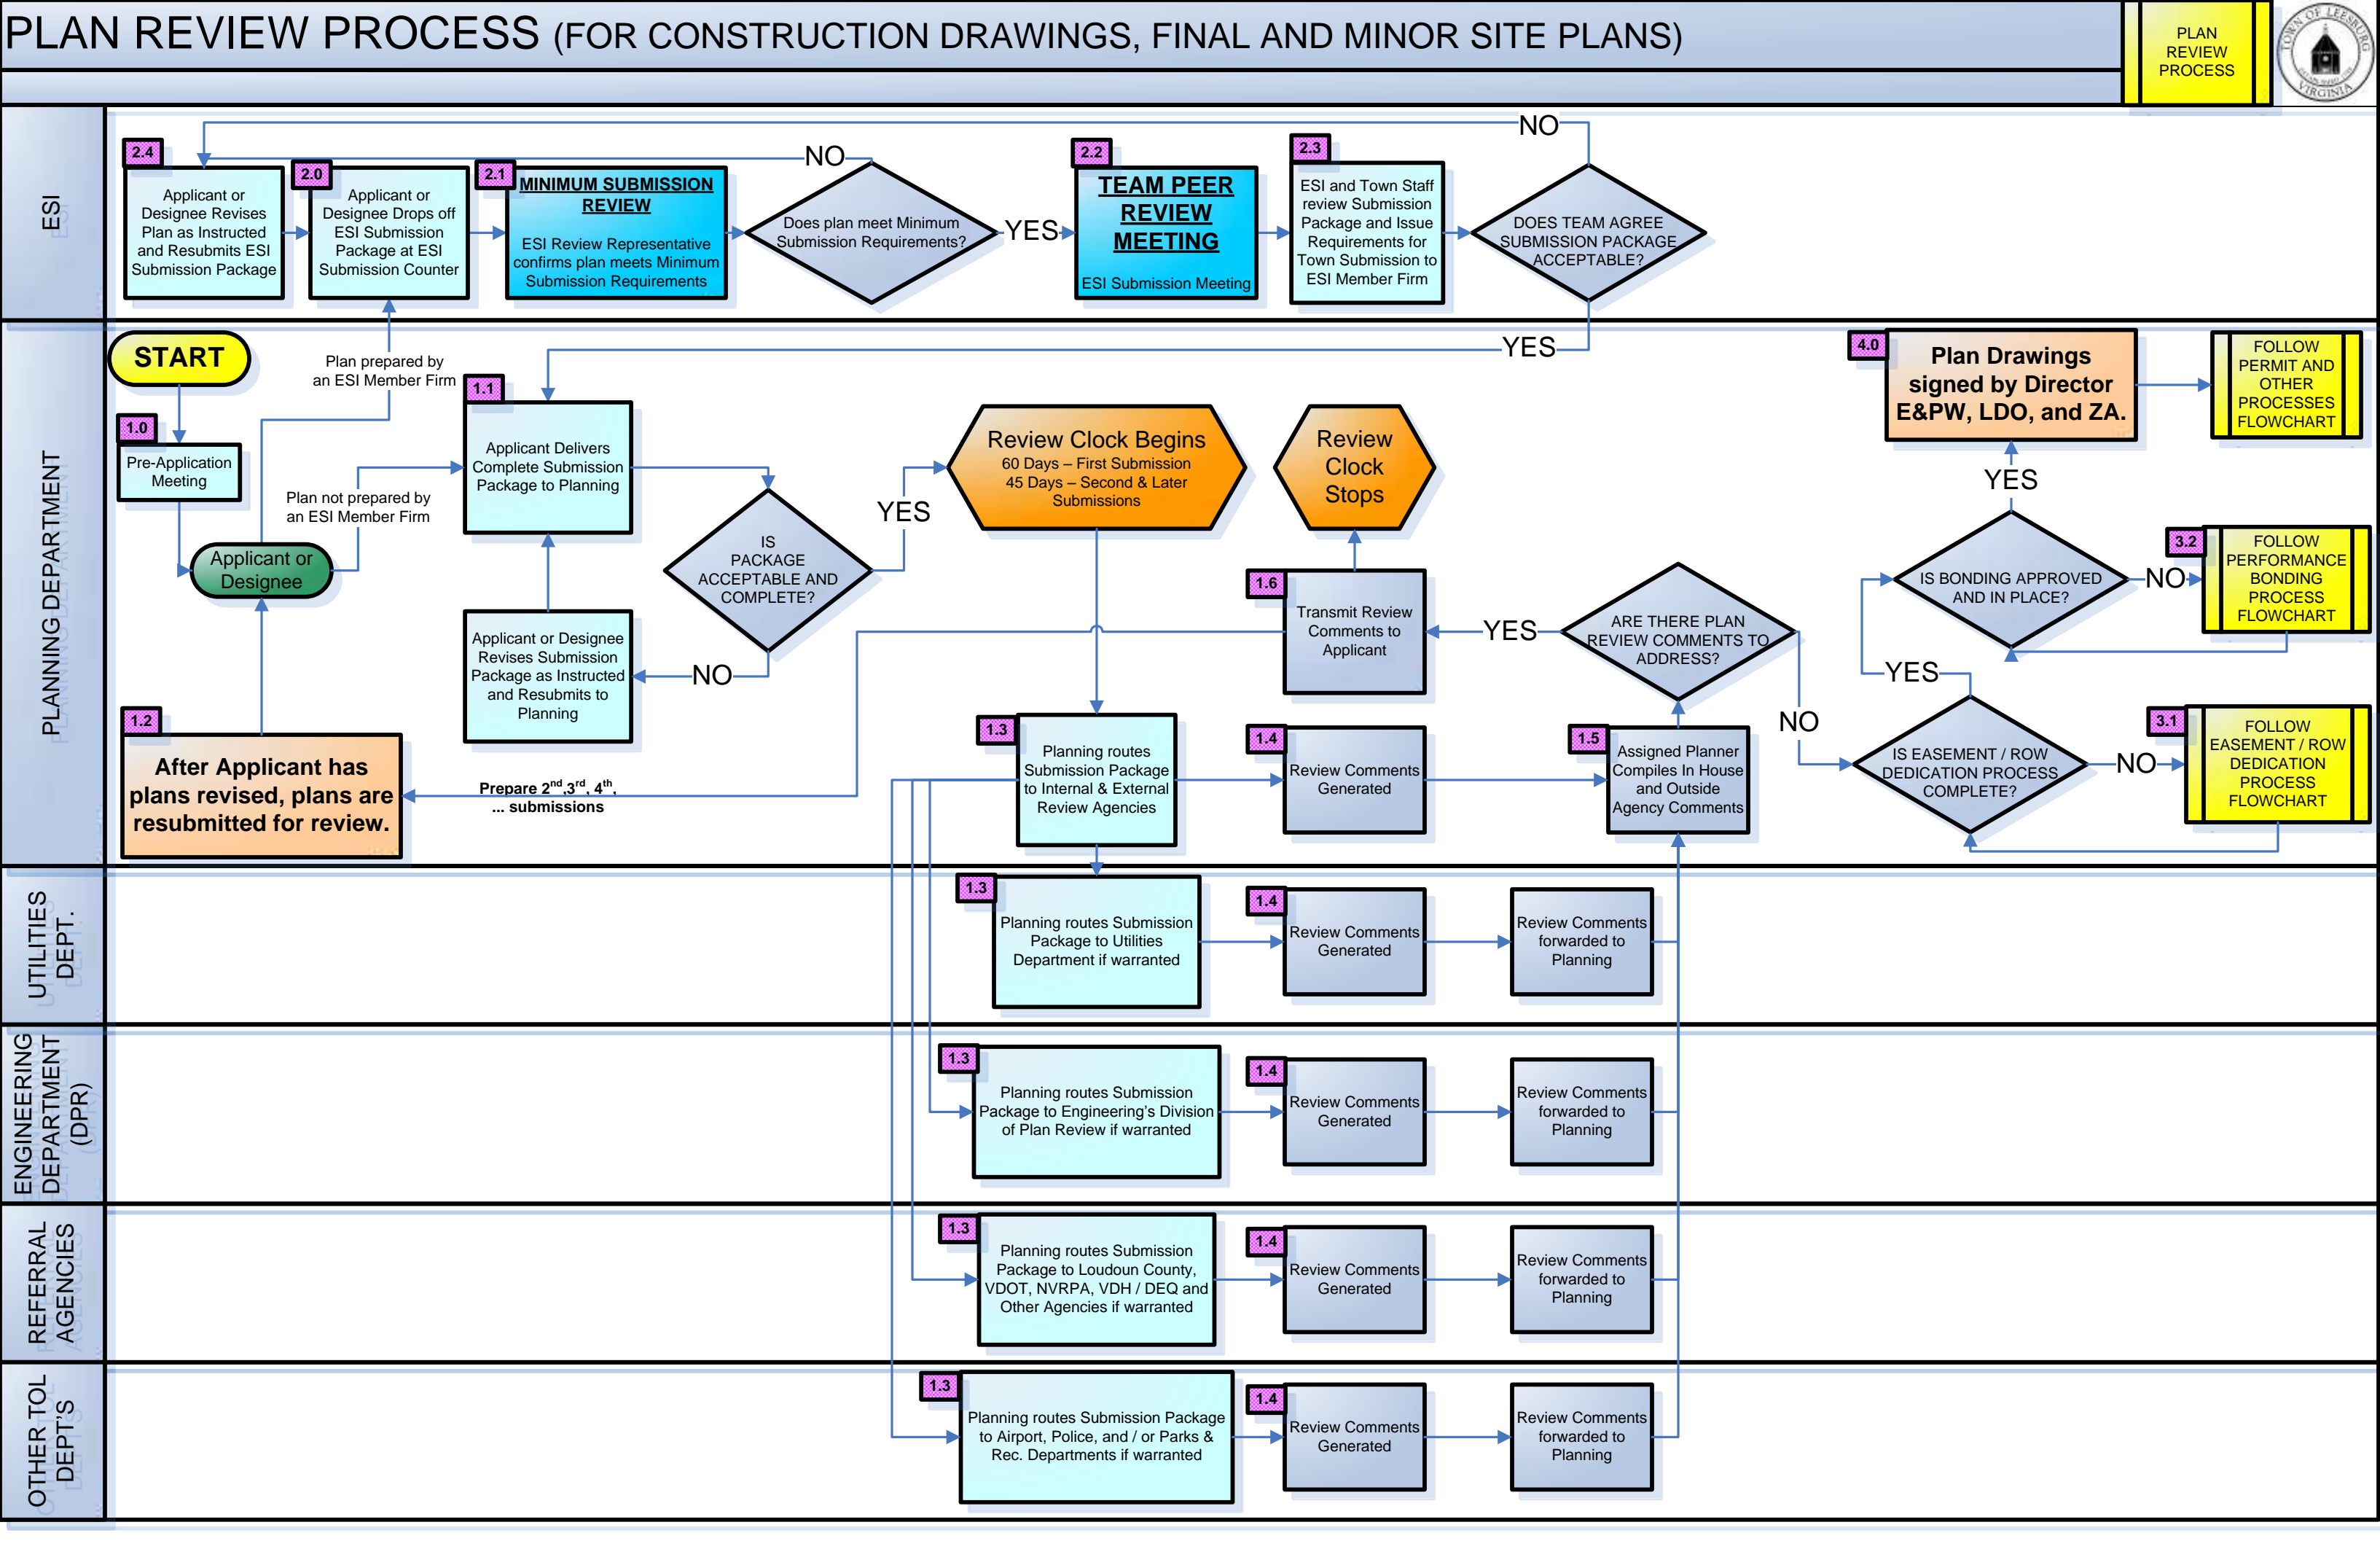 PLAN REVIEW PROCESS (FOR CONSTRUCTION DRAWINGS, FINAL AND MINOR SITE PLANS)
PLAN
REVIEW
PROCESS
TOWN OF LEESBURG
VIRGINIA
ESI
2.4
Applicant or
Designee Revises
Plan as Instructed
and Resubmits ESI
Submission Package
2.0
Applicant or
Designee Drops off
ESI Submission
Package at ESI
Submission Counter
2.1
MINIMUM SUBMISSION
REVIEW
ESI Review Representative
confirms plan meets Minimum
Submission Requirements
NO
Does plan meet Minimum
Submission Requirements?
YES
2.2
TEAM PEER
REVIEW
MEETING
ESI Submission Meeting
2.3
ESI and Town Staff
review Submission
Package and Issue
Requirements for
Town Submission to
ESI Member Firm
NO
DOES TEAM AGREE
SUBMISSION PACKAGE
ACCEPTABLE?
YES
PLANNING DEPARTMENT
START
1.0
Pre-Application
Meeting
Applicant or
Designee
Plan prepared by
an ESI Member Firm
Plan not prepared by
an ESI Member Firm
1.1
Applicant Delivers
Complete Submission
Package to Planning
IS
PACKAGE
ACCEPTABLE AND
COMPLETE?
NO
Applicant or Designee
Revises Submission
Package as Instructed
and Resubmits to
Planning
YES
Review Clock Begins
60 Days – First Submission
45 Days – Second & Later
Submissions
Review
Clock
Stops
1.6
Transmit Review
Comments to
Applicant
YES
ARE THERE PLAN
REVIEW COMMENTS TO
ADDRESS?
NO
1.2
After Applicant has
plans revised, plans are
resubmitted for review.
Prepare 2nd,3rd, 4th,
... submissions
1.3
Planning routes
Submission Package
to Internal & External
Review Agencies
1.4
Review Comments
Generated
1.5
Assigned Planner
Compiles In House
and Outside
Agency Comments
IS EASEMENT / ROW
DEDICATION PROCESS
COMPLETE?
NO
3.1
FOLLOW
EASEMENT / ROW
DEDICATION
PROCESS
FLOWCHART
YES
IS BONDING APPROVED
AND IN PLACE?
NO
3.2
FOLLOW
PERFORMANCE
BONDING
PROCESS
FLOWCHART
YES
4.0
Plan Drawings
signed by Director
E&PW, LDO, and ZA.
FOLLOW
PERMIT AND
OTHER
PROCESSES
FLOWCHART
UTILITIES
DEPT.
1.3
Planning routes Submission
Package to Utilities
Department if warranted
1.4
Review Comments
Generated
Review Comments
forwarded to
Planning
ENGINEERING
DEPARTMENT
(DPR)
1.3
Planning routes Submission
Package to Engineering’s Division
of Plan Review if warranted
1.4
Review Comments
Generated
Review Comments
forwarded to
Planning
REFERRAL
AGENCIES
1.3
Planning routes Submission
Package to Loudoun County,
VDOT, NVRPA, VDH / DEQ and
Other Agencies if warranted
1.4
Review Comments
Generated
Review Comments
forwarded to
Planning
OTHER TOL
DEPT’S
1.3
Planning routes Submission Package
to Airport, Police, and / or Parks &
Rec. Departments if warranted
1.4
Review Comments
Generated
Review Comments
forwarded to
Planning